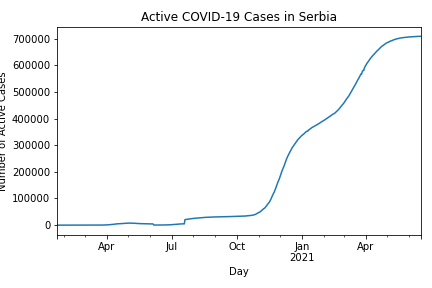 Active COVID-19 Cases in Serbia
Number of Active Cases
700000
600000
500000
400000
300000
200000
100000
0
Apr
Jul
Oct
Jan
2021
Apr
Day